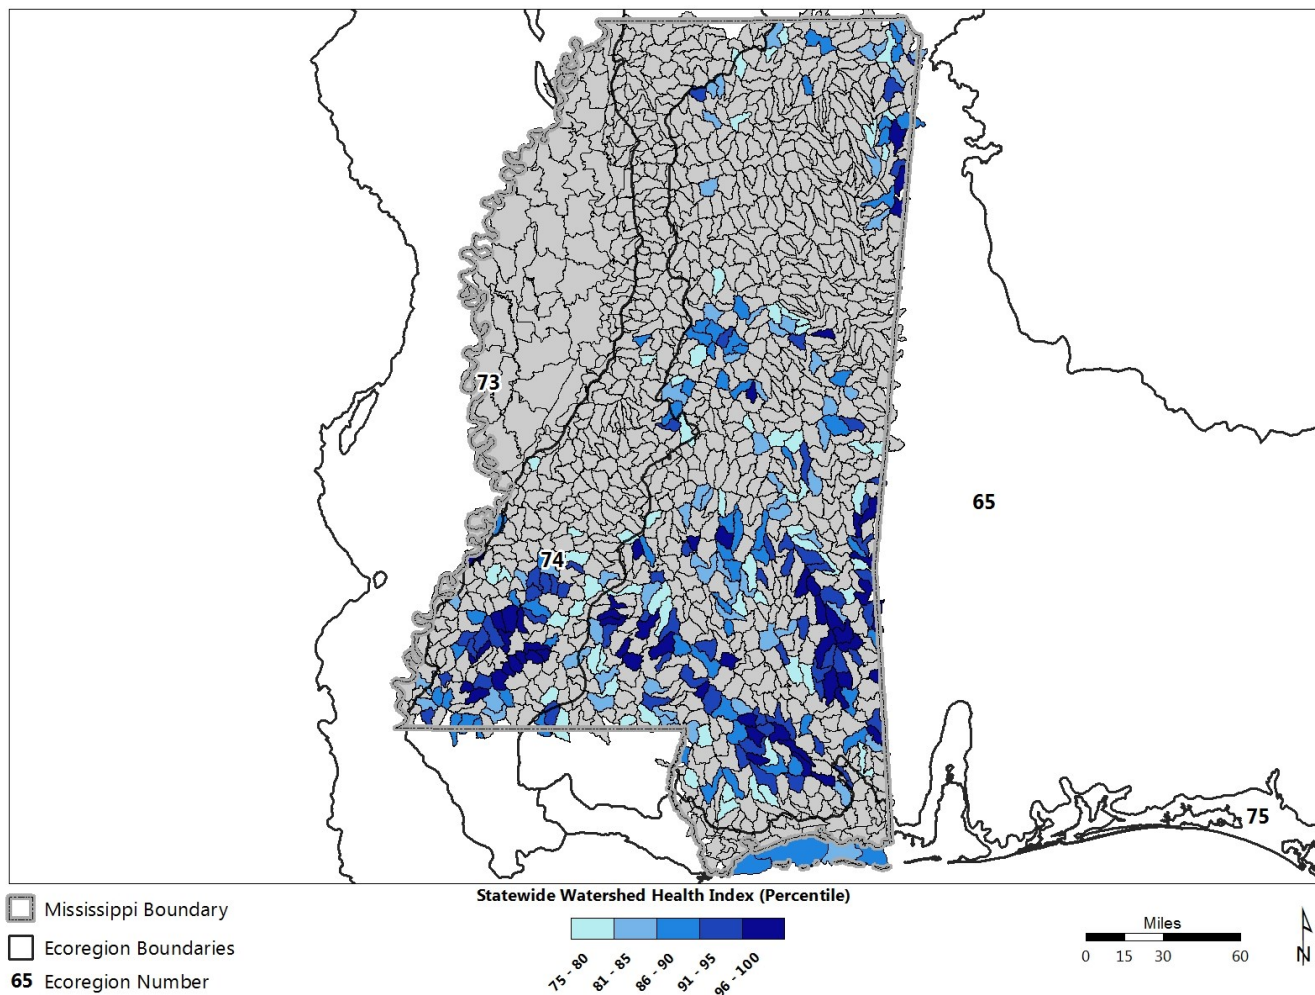 73
65
74
75
Statewide Watershed Health Index (Percentile)
75 - 80
81 - 85
86 - 90
91 - 95
96 - 100
Mississippi Boundary
Ecoregion Boundaries
65 Ecoregion Number
Miles
0 15 30 60
N